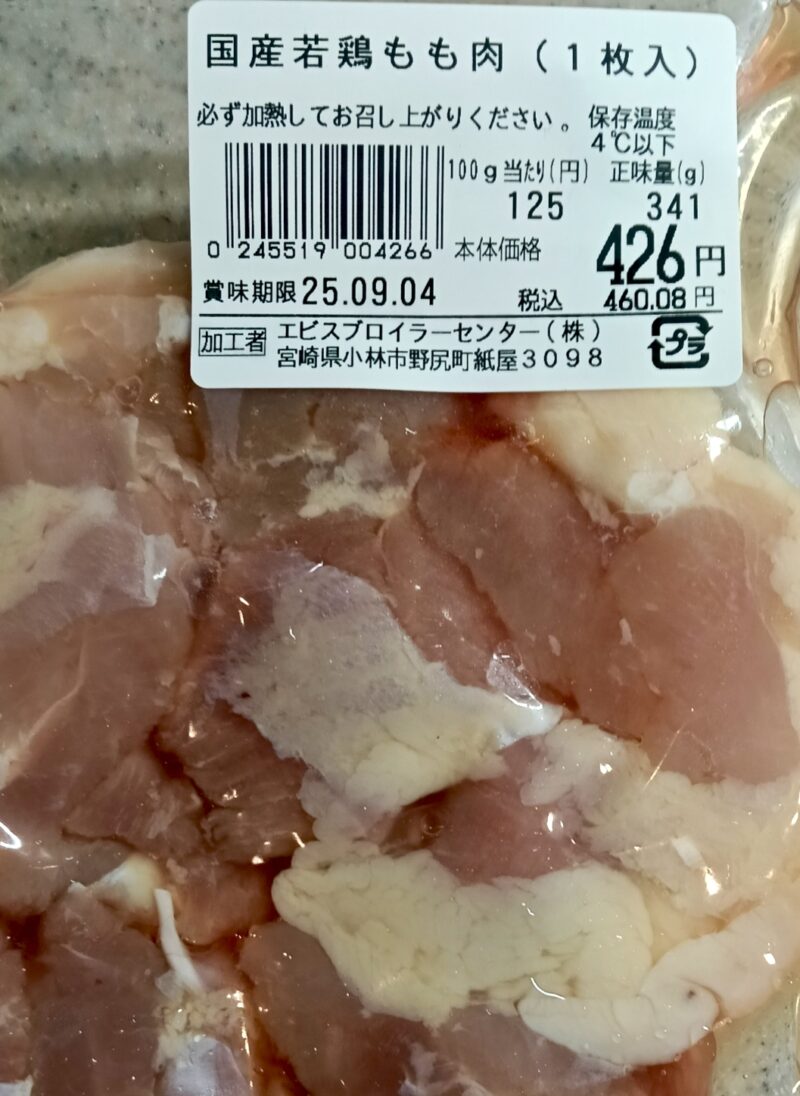 国産若鶏もも肉（1枚入）
必ず加熱してお召し上がりください。 保存温度
4℃以下
100g当たり(円) 正味量(g)
125 341
0 245519 004266 本体価格 426円
賞味期限 25.09.04 税込 460.08円
加工者 エビスブロイラーセンター(株)
宮崎県小林市野尻町紙屋3098
プラ